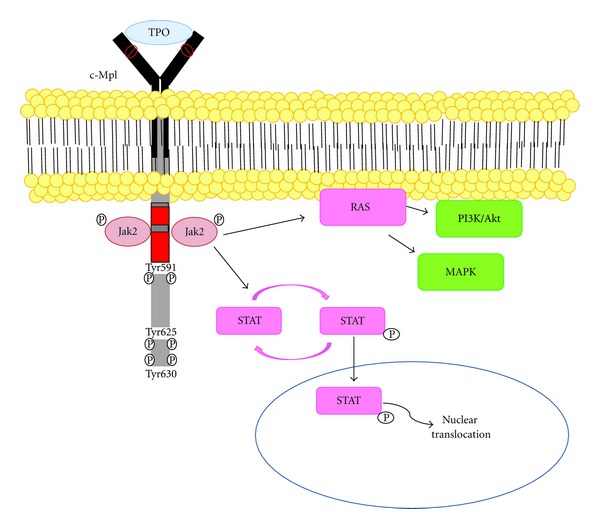 TPO
c-Mpl
P
P
Jak2
Jak2
RAS
PI3K/Akt
MAPK
Tyr591
P
P
STAT
STAT
P
Tyr625
P
P
P
P
Tyr630
STAT
P
Nuclear
translocation